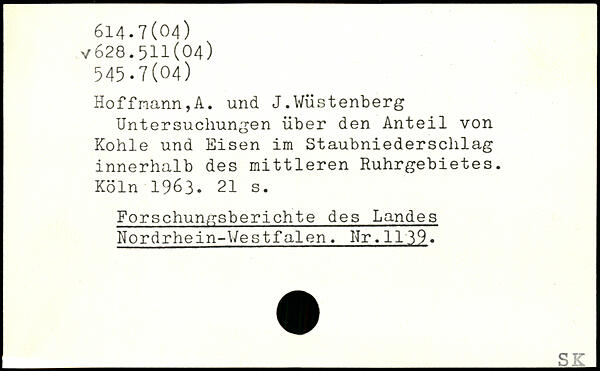 614.7(04)
v628.511(04)
545.7(04)
Hoffmann,A. und J.Wüstenberg
Untersuchungen über den Anteil von
Kohle und Eisen im Staubniederschlag
innerhalb des mittleren Ruhrgebietes.
Köln 1963. 21 s.
Forschungsberichte des Landes
Nordrhein-Westfalen. Nr.1139.
SK